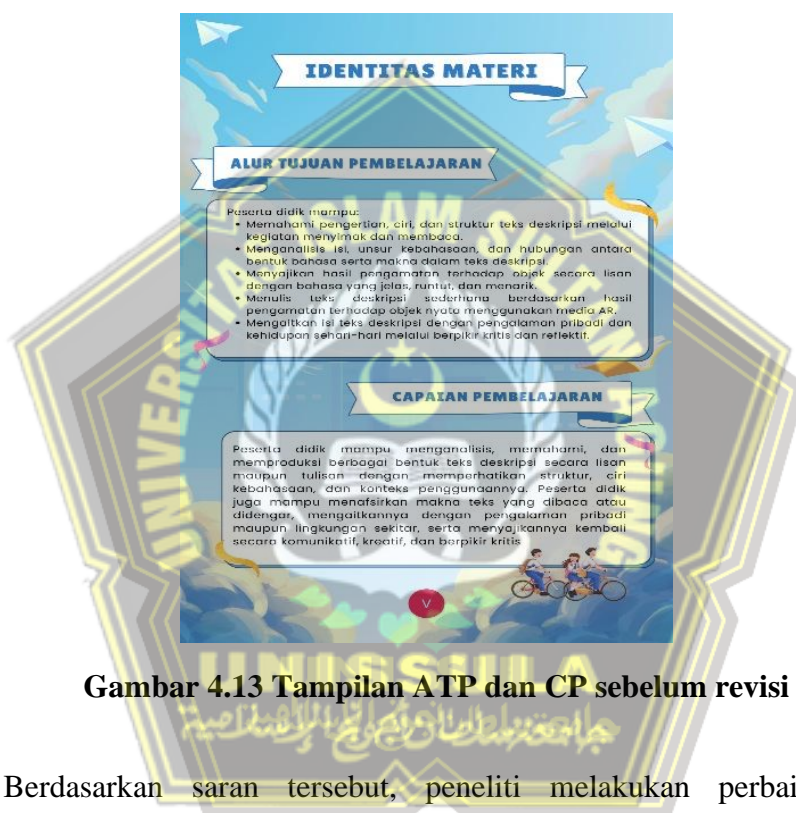 IDENTITAS MATERI
ALUR TUJUAN PEMBELAJARAN
Peserta didik mampu:
• Memahami pengertian, ciri, dan struktur teks deskripsi melalui
kegiatan menyimak dan membaca.
• Menganalisis isi, unsur kebahasaan, dan hubungan antara
bentuk bahasa serta makna dalam teks deskripsi.
• Menyajikan hasil pengamatan terhadap objek secara lisan
dengan bahasa yang jelas, runtut, dan menarik.
• Menulis teks deskripsi sederhana berdasarkan hasil
pengamatan terhadap objek nyata menggunakan media AR.
• Mengaitkan isi teks deskripsi dengan pengalaman pribadi dan
kehidupan sehari-hari melalui berpikir kritis dan reflektif.
CAPAIAN PEMBELAJARAN
Peserta didik mampu menganalisis, memahami, dan
memproduksi berbagai bentuk teks deskripsi secara lisan
maupun tulisan dengan memperhatikan struktur, ciri
kebahasaan, dan konteks penggunaannya. Peserta didik
juga mampu menafsirkan makna teks yang dibaca atau
didengar, mengaitkannya dengan pengalaman pribadi
maupun lingkungan sekitar, serta menyajikannya kembali
secara komunikatif, kreatif, dan berpikir kritis
V
UNIVERSITAS ISLAM SULTAN AGUNG
UNISSULA
Gambar 4.13 Tampilan ATP dan CP sebelum revisi
Berdasarkan saran tersebut, peneliti melakukan perbai